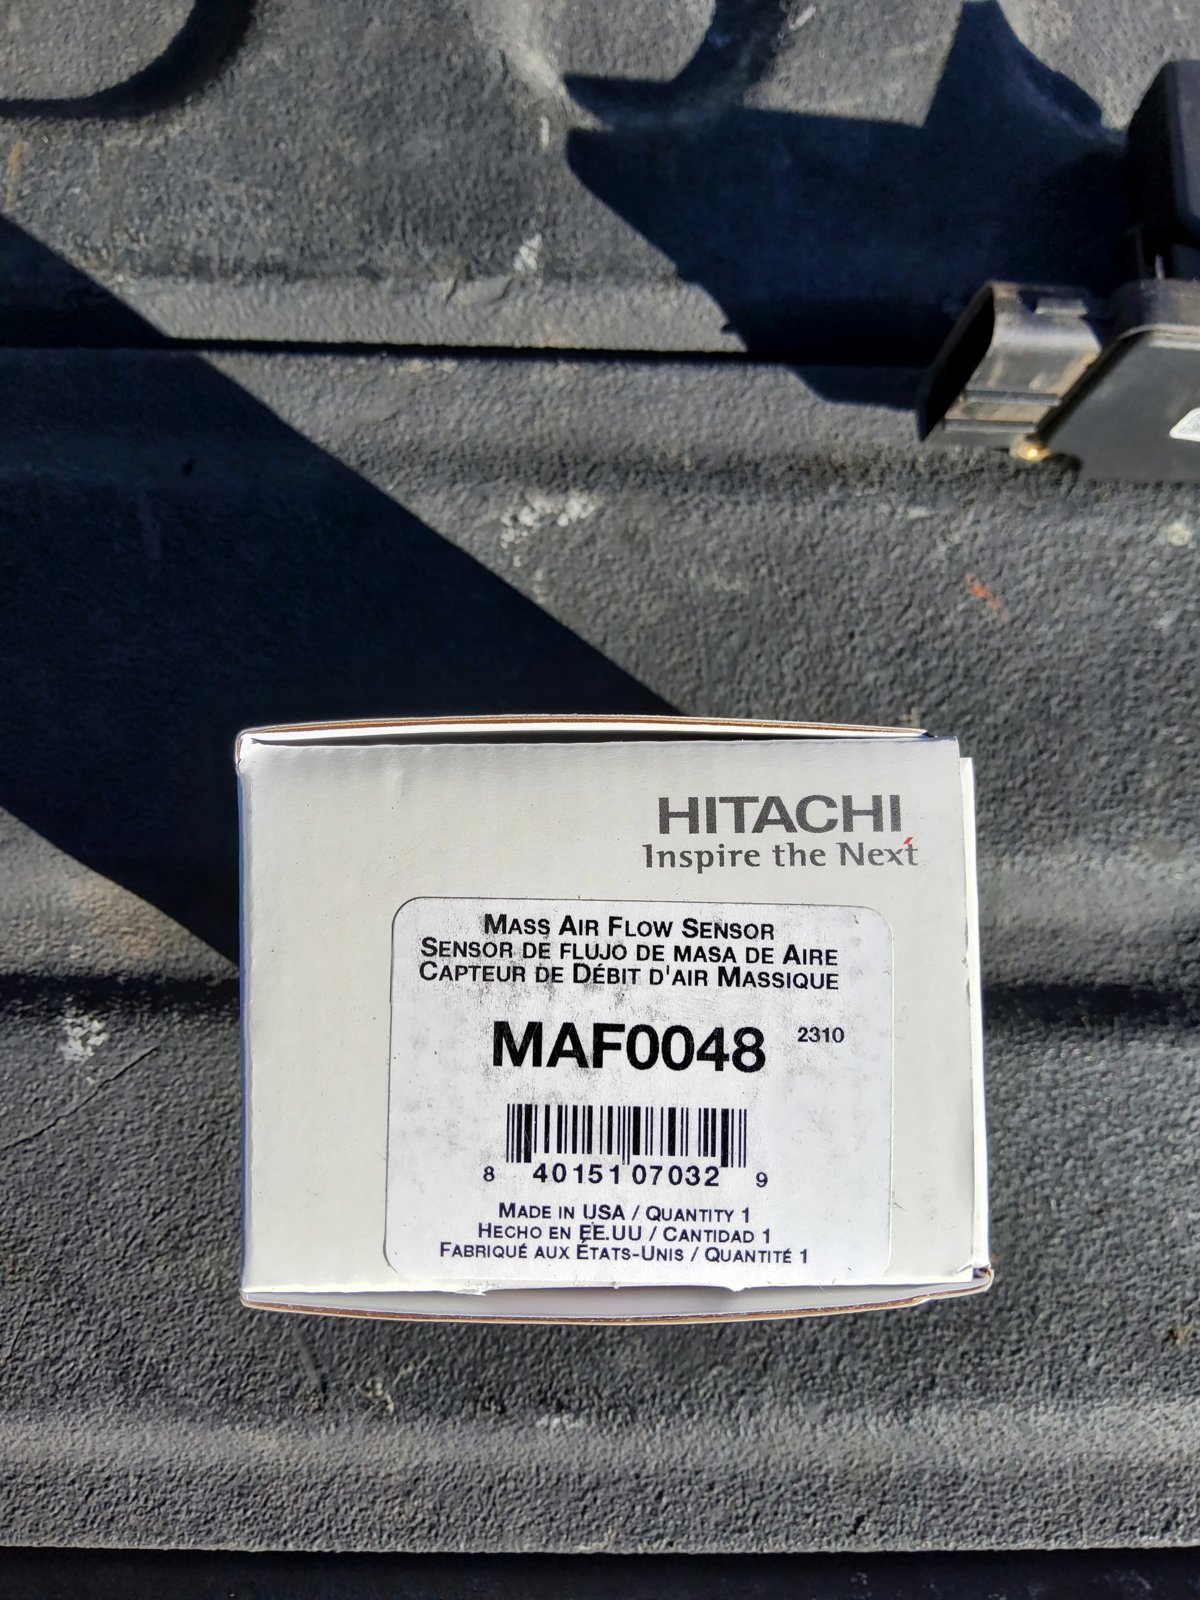 HITACHI
Inspire the Next
MASS AIR FLOW SENSOR
SENSOR DE FLUJO DE MASA DE AIRE
CAPTEUR DE DÉBIT D'AIR MASSIQUE
MAF0048 2310
8 40151 07032 9
MADE IN USA / QUANTITY 1
HECHO EN EE.UU / CANTIDAD 1
FABRIQUÉ AUX ÉTATS-UNIS / QUANTITÉ 1